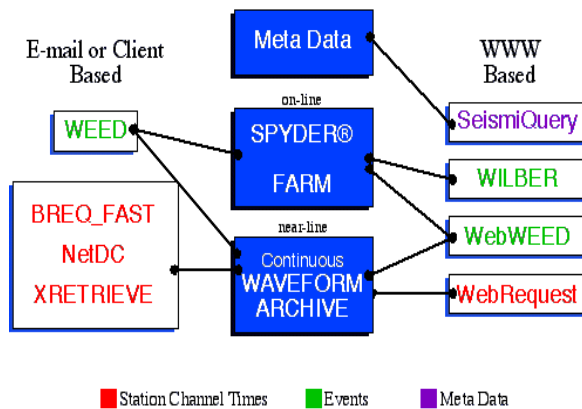 E-mail or Client
Based
WEED
BREQ_FAST
NetDC
XRETRIEVE
Meta Data
on-line
SPYDER®
FARM
near-line
Continuous
WAVEFORM
ARCHIVE
WWW
Based
SeismiQuery
WILBER
WebWEED
WebRequest
Station Channel Times
Events
Meta Data